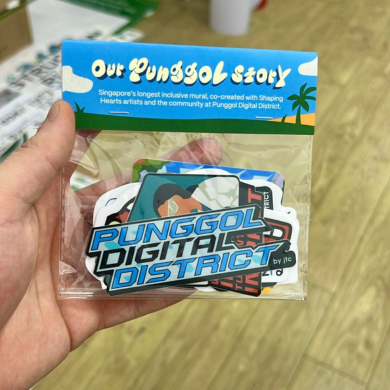 Our Punggol Story
Singapore's longest inclusive mural, co-created with Shaping
Hearts artists and the community at Punggol Digital District.
PUNGGOL
DIGITAL
DISTRICT
by jtc